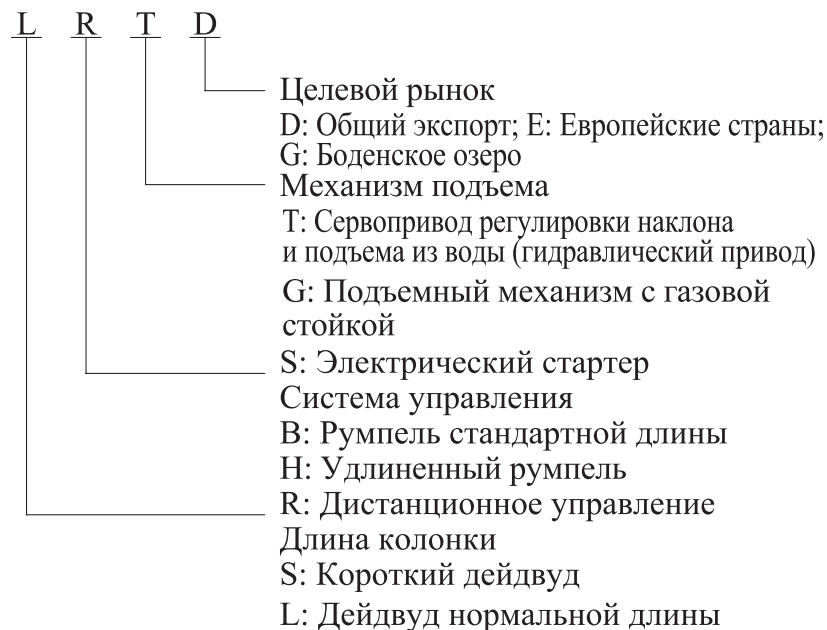 L R T D
Целевой рынок
D: Общий экспорт; E: Европейские страны;
G: Боденское озеро
Механизм подъема
T: Сервопривод регулировки наклона
и подъема из воды (гидравлический привод)
G: Подъемный механизм с газовой
стойкой
S: Электрический стартер
Система управления
B: Румпель стандартной длины
H: Удлиненный румпель
R: Дистанционное управление
Длина колонки
S: Короткий дейдвуд
L: Дейдвуд нормальной длины